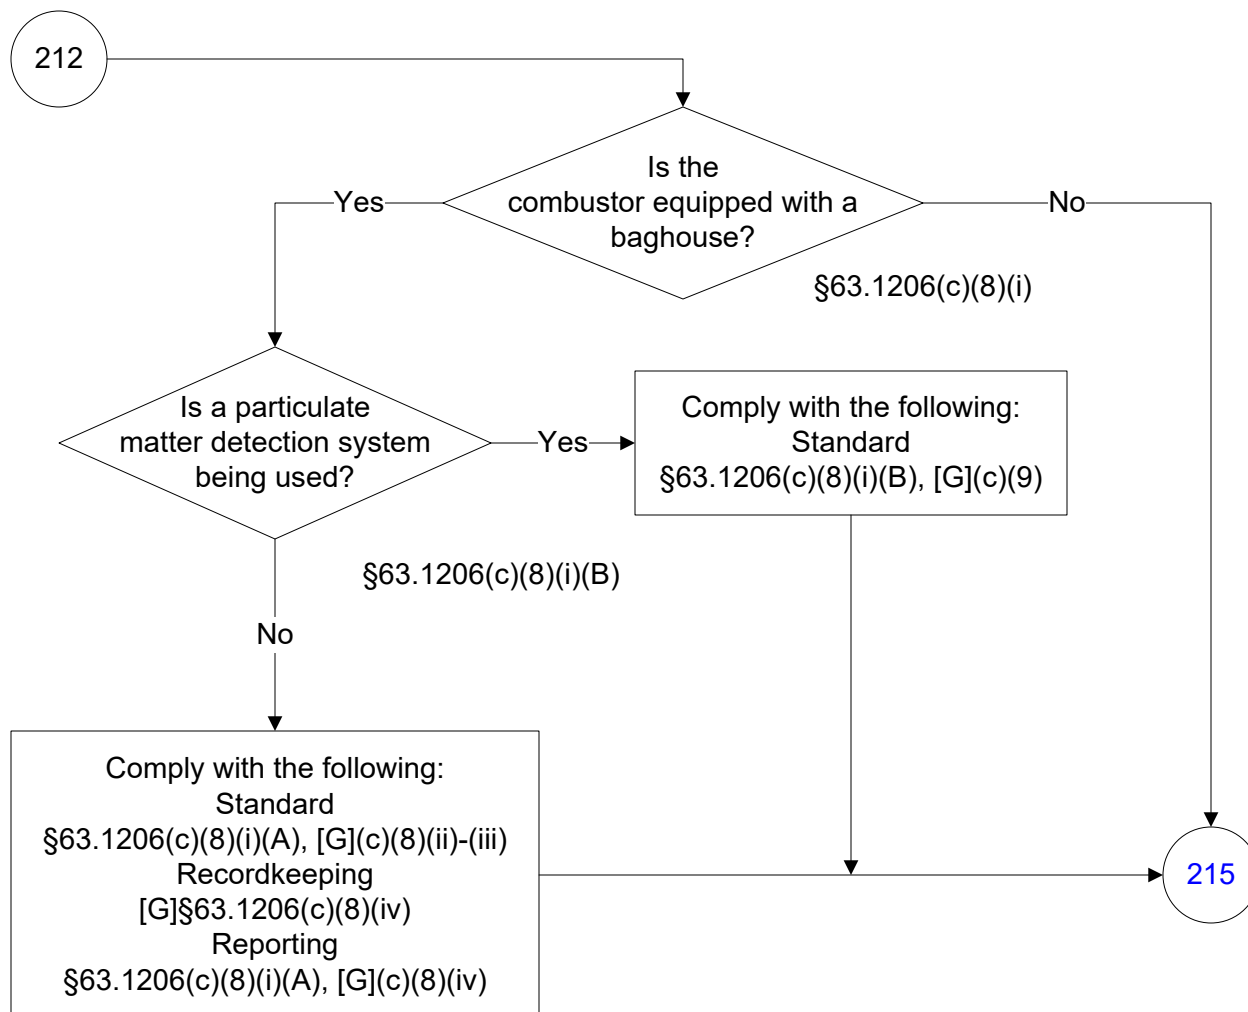 212
Is the
combustor equipped with a
baghouse?
Yes
No
§63.1206(c)(8)(i)
Is a particulate
matter detection system
being used?
Yes
Comply with the following:
Standard
§63.1206(c)(8)(i)(B), [G](c)(9)
§63.1206(c)(8)(i)(B)
No
Comply with the following:
Standard
§63.1206(c)(8)(i)(A), [G](c)(8)(ii)-(iii)
Recordkeeping
[G]§63.1206(c)(8)(iv)
Reporting
§63.1206(c)(8)(i)(A), [G](c)(8)(iv)
215